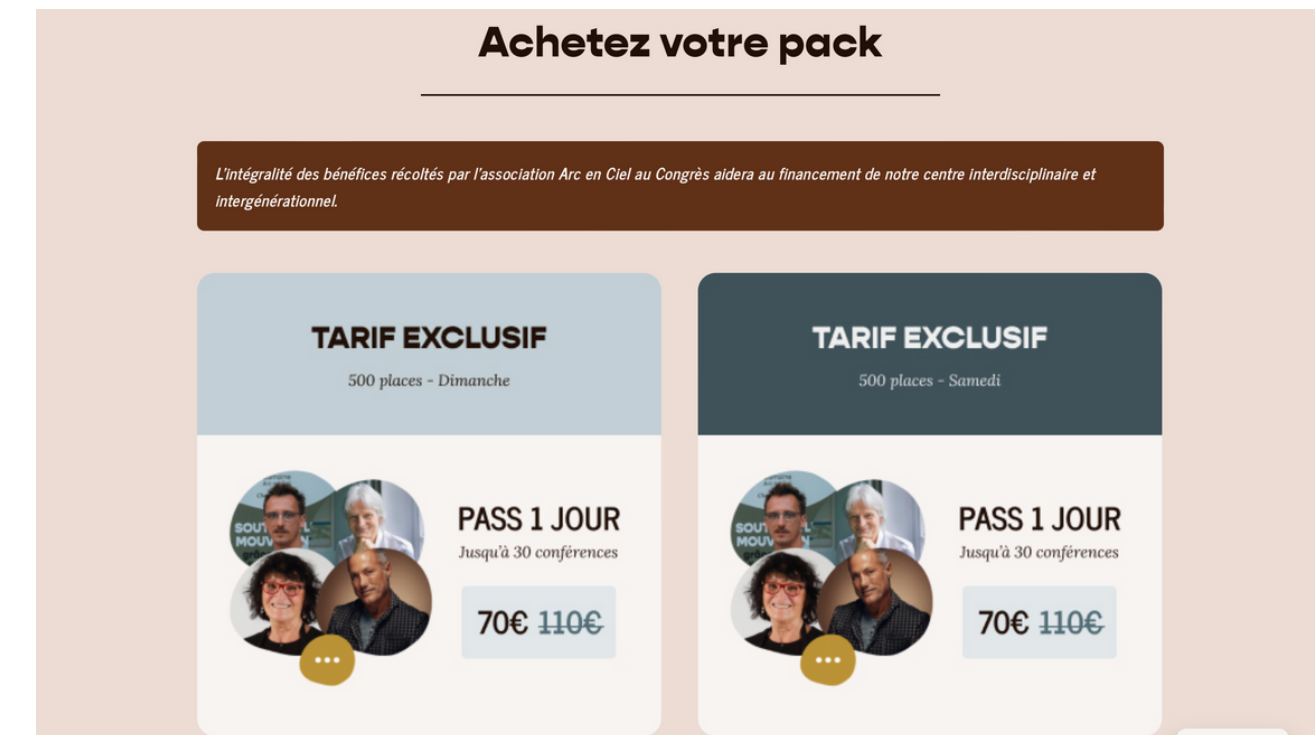 Achetez votre pack
L'intégralité des bénéfices récoltés par l'association Arc en Ciel au Congrès aidera au financement de notre centre interdisciplinaire et
intergénérationnel.
TARIF EXCLUSIF
500 places - Dimanche
PASS 1 JOUR
Jusqu'à 30 conférences
70€ 110€
TARIF EXCLUSIF
500 places - Samedi
PASS 1 JOUR
Jusqu'à 30 conférences
70€ 110€